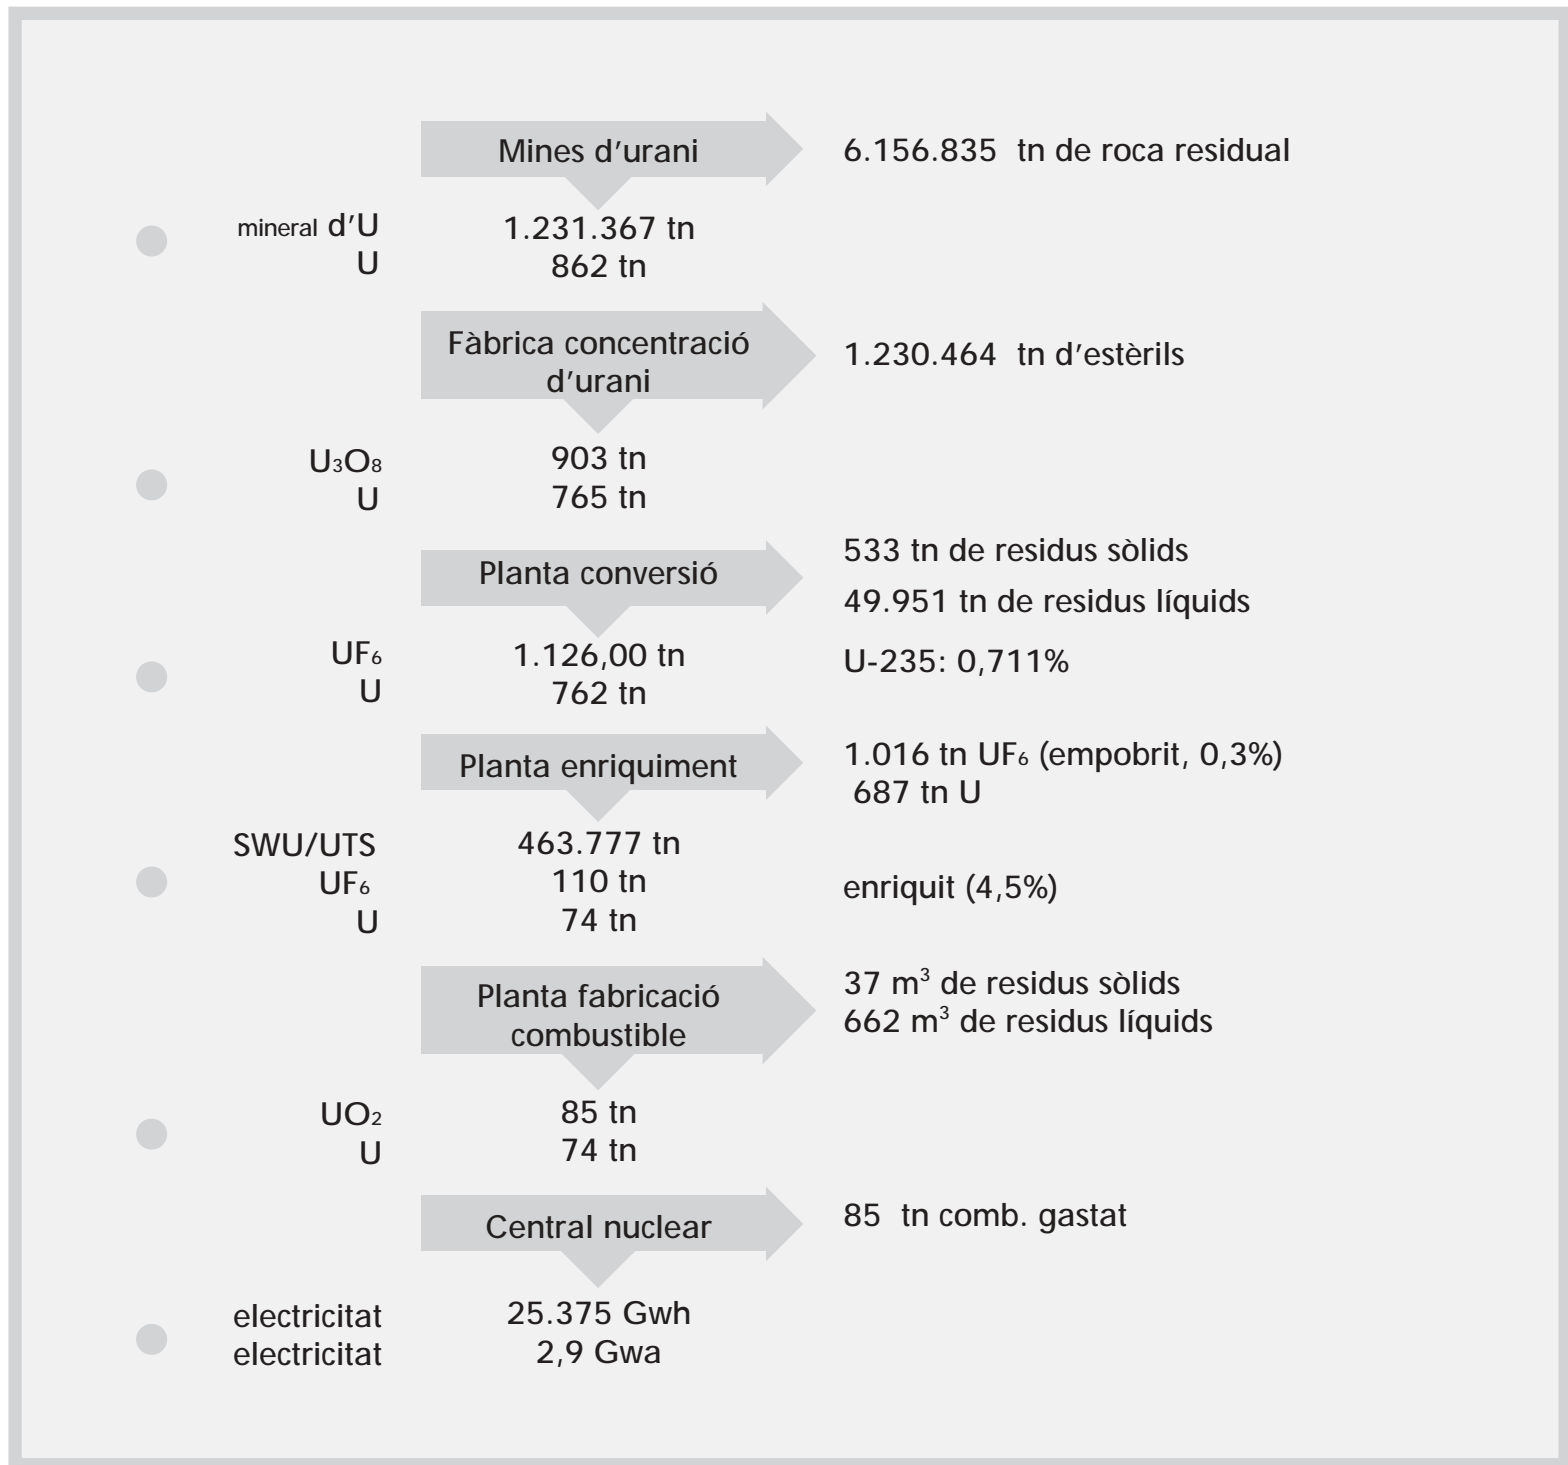 Mines d'urani
6.156.835 tn de roca residual
mineral d'U 1.231.367 tn
U 862 tn
Fàbrica concentració
d'urani
1.230.464 tn d'estèrils
U₃O₈ 903 tn
U 765 tn
Planta conversió
533 tn de residus sòlids
49.951 tn de residus líquids
UF₆ 1.126,00 tn U-235: 0,711%
U 762 tn
Planta enriquiment
1.016 tn UF₆ (empobrit, 0,3%)
687 tn U
SWU/UTS 463.777 tn
UF₆ 110 tn enriquit (4,5%)
U 74 tn
Planta fabricació
combustible
37 m³ de residus sòlids
662 m³ de residus líquids
UO₂ 85 tn
U 74 tn
Central nuclear
85 tn comb. gastat
electricitat 25.375 Gwh
electricitat 2,9 Gwa